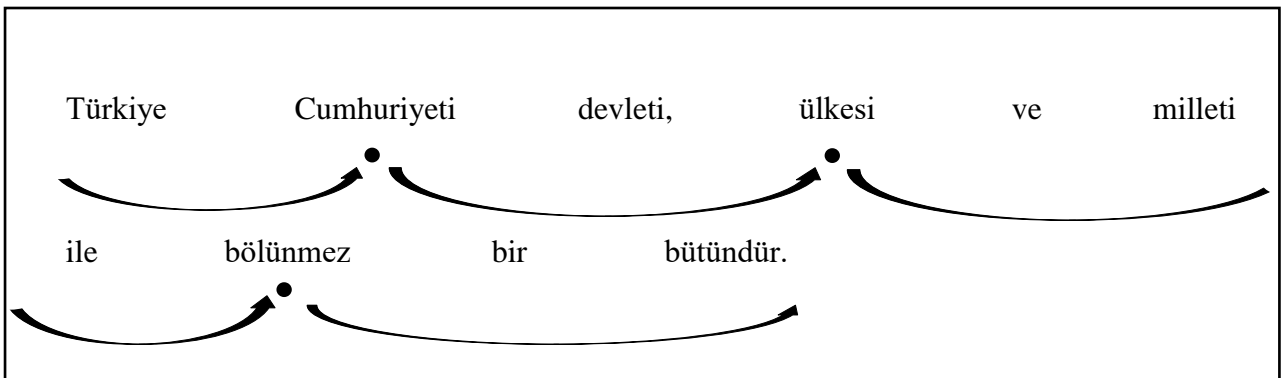 Türkiye Cumhuriyeti devleti, ülkesi ve milleti
ile bölünmez bir bütündür.